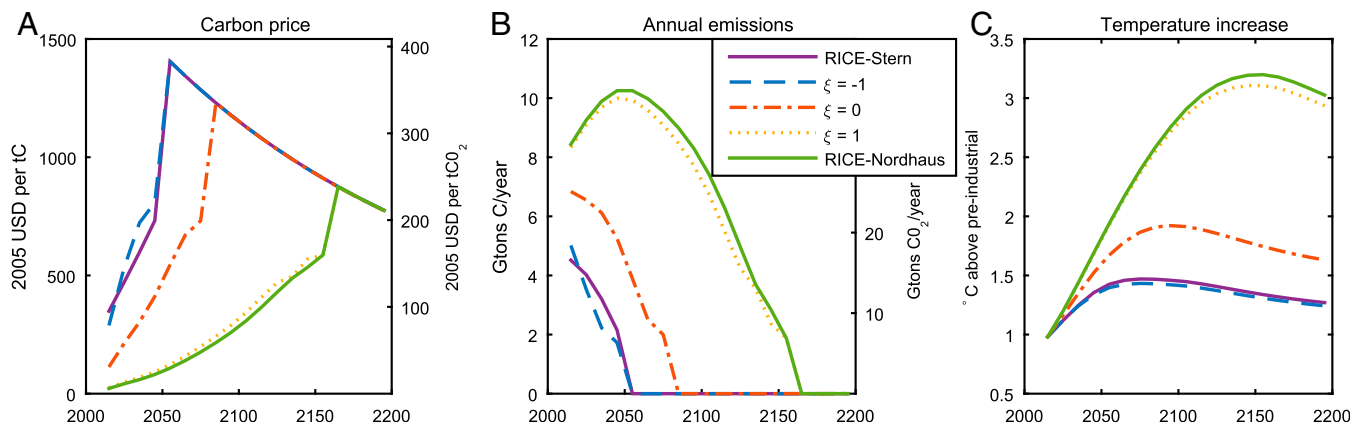 A
Carbon price
1500
1000
500
0
2005 USD per tC
400
300
200
100
2005 USD per tC0₂
2000
2050
2100
2150
2200
B
Annual emissions
12
10
8
6
4
2
0
Gtons C/year
20
10
Gtons C0₂/year
2000
2050
2100
2150
2200
RICE-Stern
ξ = -1
ξ = 0
ξ = 1
RICE-Nordhaus
C
Temperature increase
3.5
3
2.5
2
1.5
1
0.5
°C above pre-industrial
2000
2050
2100
2150
2200